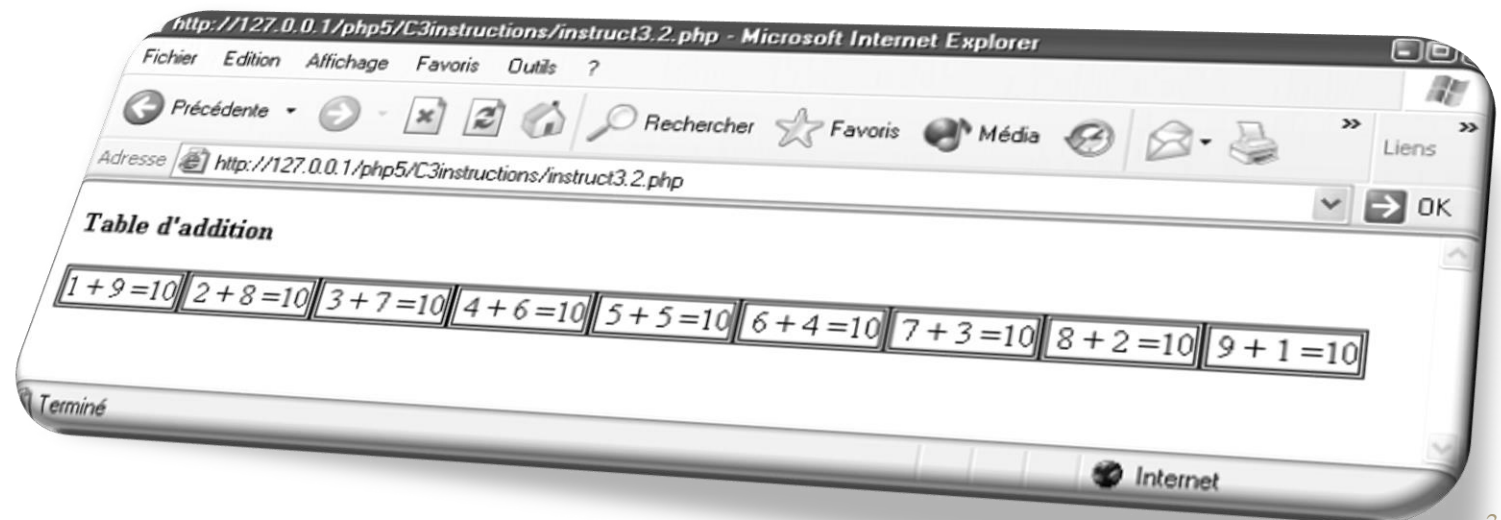 http://127.0.0.1/php5/C3instructions/instruct3.2.php - Microsoft Internet Explorer
Fichier Edition Affichage Favoris Outils ?
Précédente Rechercher Favoris Média » Liens »
Adresse http://127.0.0.1/php5/C3instructions/instruct3.2.php OK
Table d'addition
1 + 9 =10 2 + 8 =10 3 + 7 =10 4 + 6 =10 5 + 5 =10 6 + 4 =10 7 + 3 =10 8 + 2 =10 9 + 1 =10
Terminé Internet